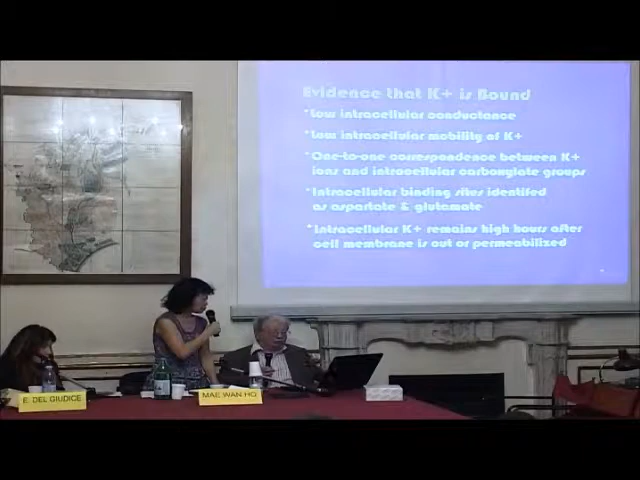 Evidence that K+ is Bound
*Low intracellular conductance
*Low intracellular mobility of K+
*One-to-one correspondence between K+
ions and intracellular carboxylate groups
*Intracellular binding sites identifed
as aspartate & glutamate
*Intracellular K+ remains high hours after
cell membrane is cut or permeabilized
E. DEL GIUDICE
MAE WAN HO